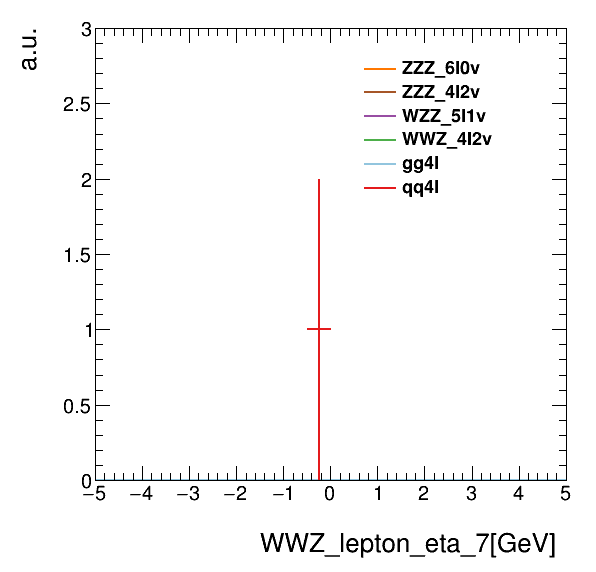 a.u.
3
2.5
2
1.5
1
0.5
0
ZZZ_6l0v
ZZZ_4l2v
WZZ_5l1v
WWZ_4l2v
gg4l
qq4l
−5 −4 −3 −2 −1 0 1 2 3 4 5
WWZ_lepton_eta_7[GeV]